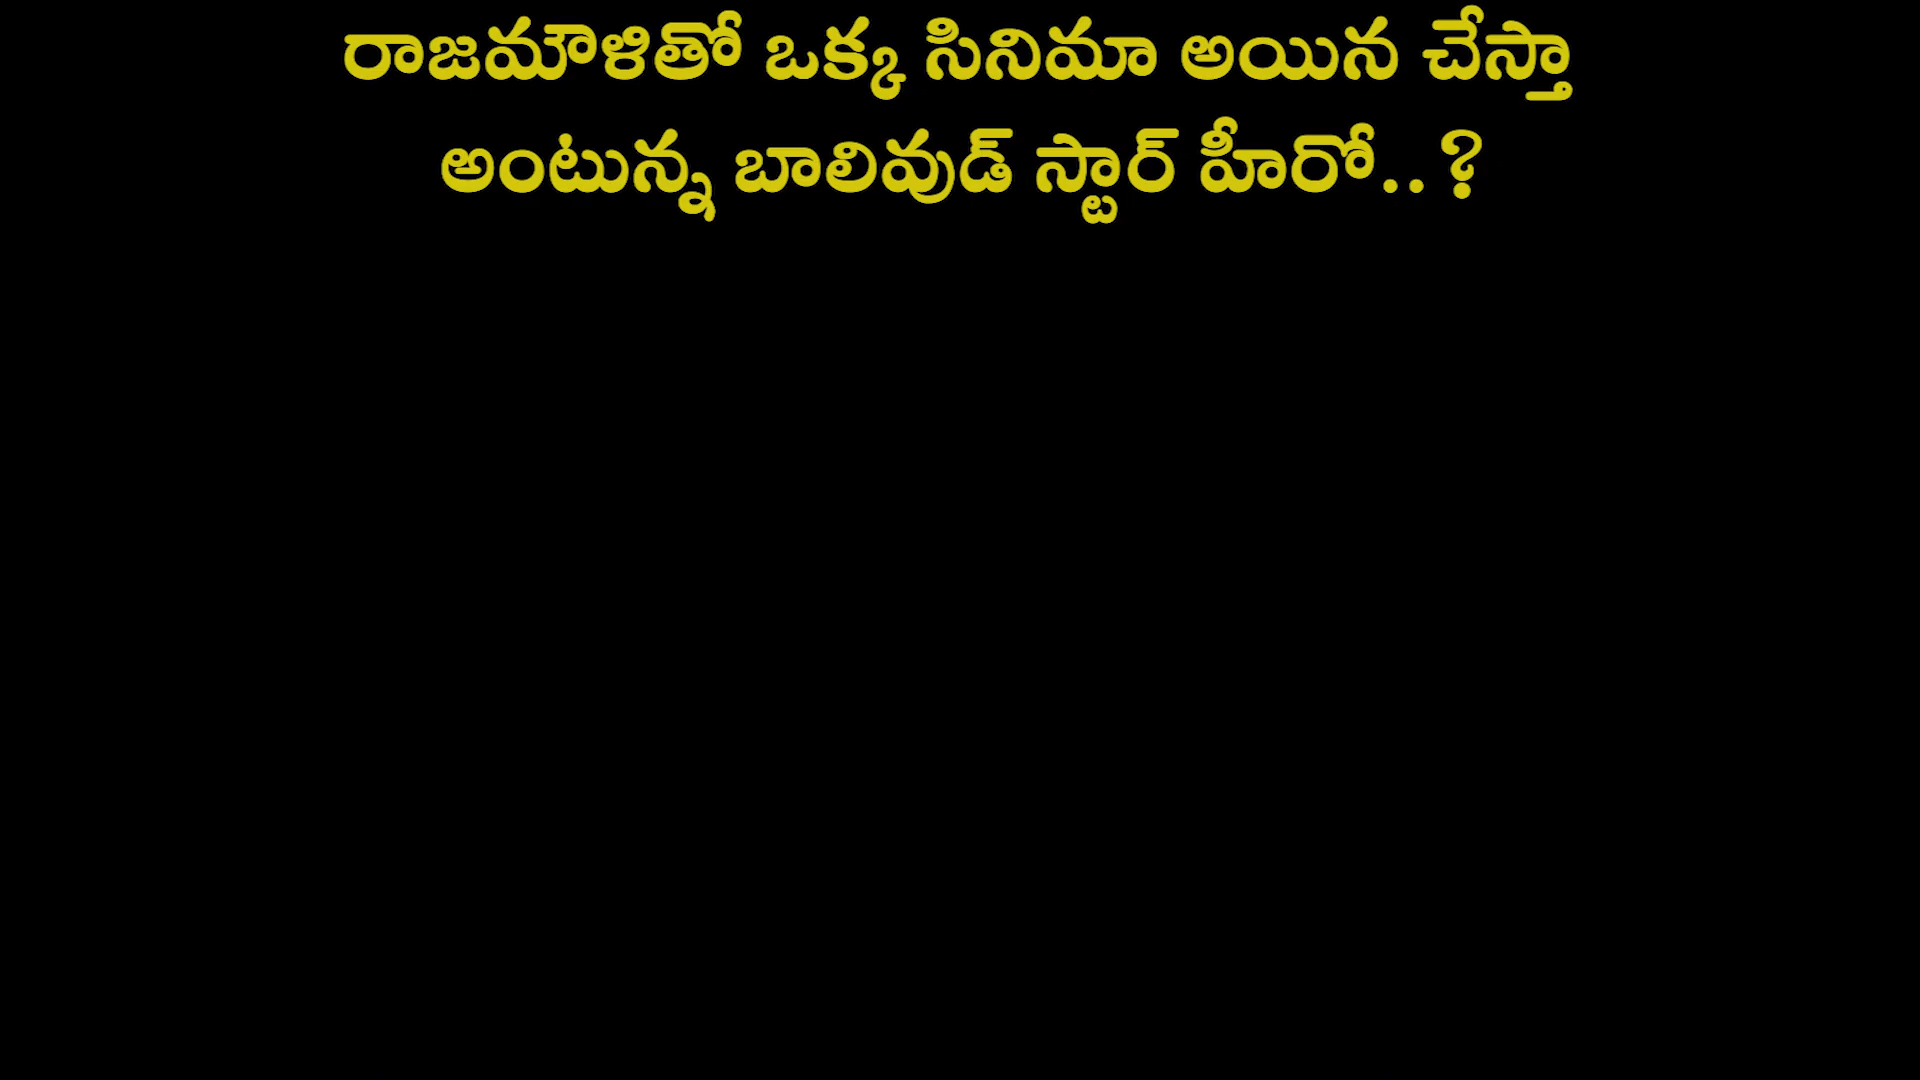 రాజమౌళితో ఒక్క సినిమా అయిన చేస్తా
అంటున్న బాలివుడ్ స్టార్ హీరో..?